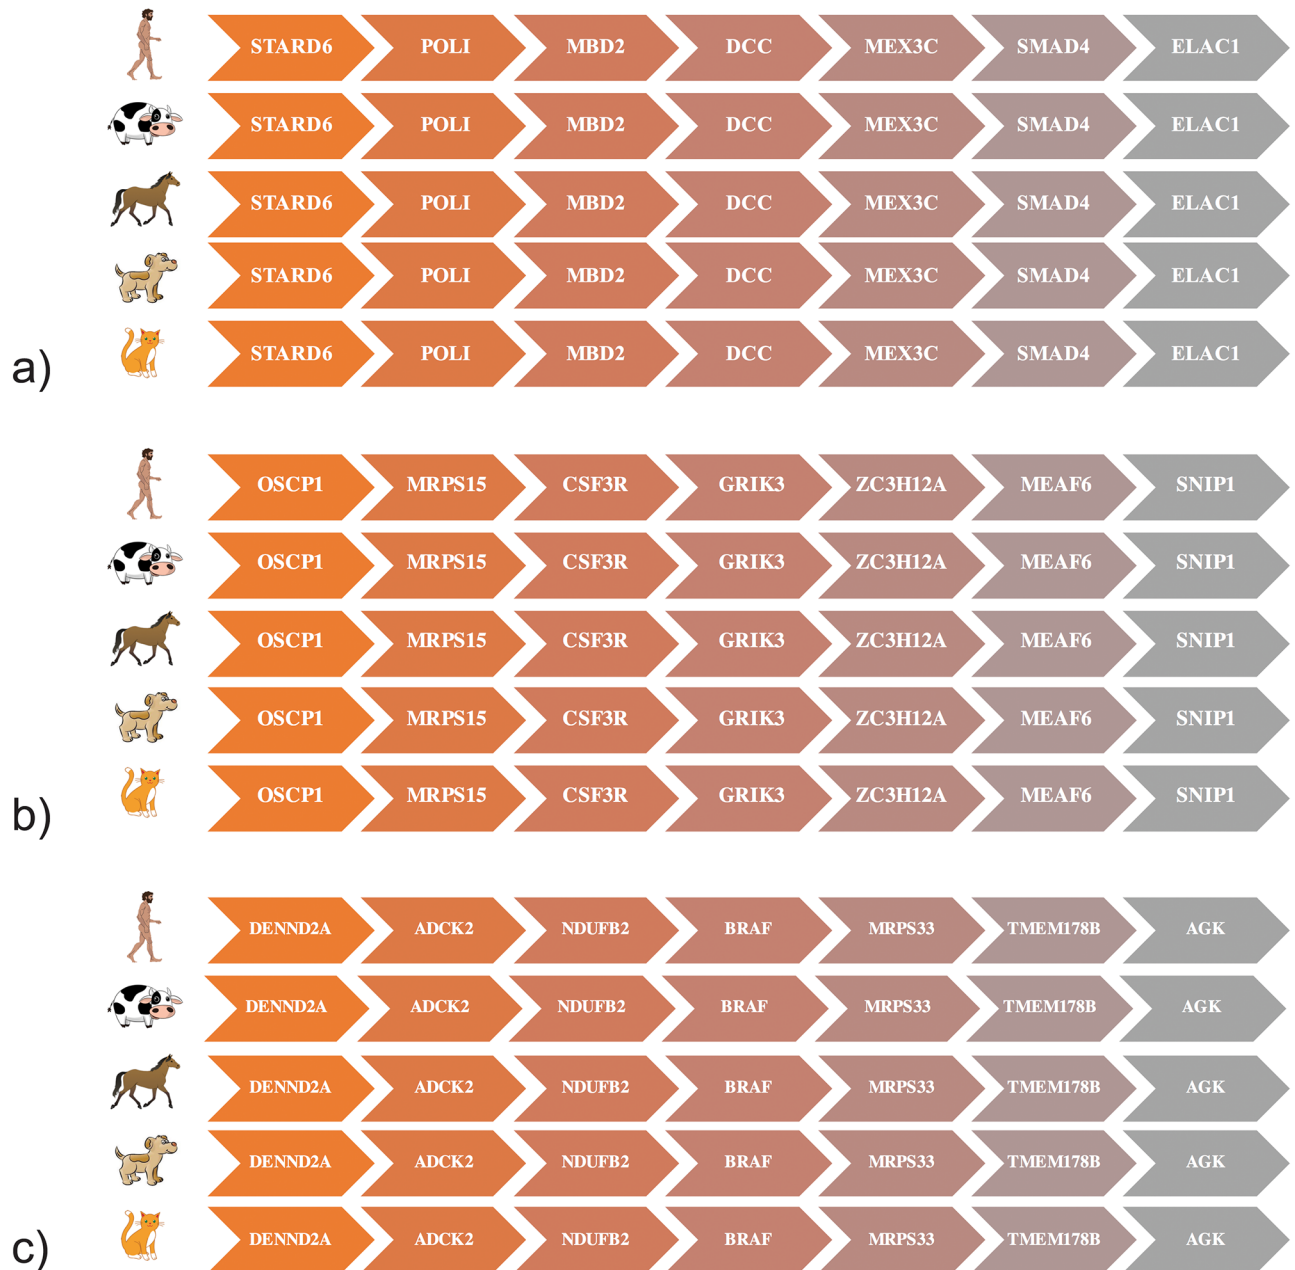 STARD6 POLI MBD2 DCC MEX3C SMAD4 ELAC1
STARD6 POLI MBD2 DCC MEX3C SMAD4 ELAC1
STARD6 POLI MBD2 DCC MEX3C SMAD4 ELAC1
STARD6 POLI MBD2 DCC MEX3C SMAD4 ELAC1
a) STARD6 POLI MBD2 DCC MEX3C SMAD4 ELAC1
OSCP1 MRPS15 CSF3R GRIK3 ZC3H12A MEAF6 SNIP1
OSCP1 MRPS15 CSF3R GRIK3 ZC3H12A MEAF6 SNIP1
OSCP1 MRPS15 CSF3R GRIK3 ZC3H12A MEAF6 SNIP1
OSCP1 MRPS15 CSF3R GRIK3 ZC3H12A MEAF6 SNIP1
b) OSCP1 MRPS15 CSF3R GRIK3 ZC3H12A MEAF6 SNIP1
DENND2A ADCK2 NDUFB2 BRAF MRPS33 TMEM178B AGK
DENND2A ADCK2 NDUFB2 BRAF MRPS33 TMEM178B AGK
DENND2A ADCK2 NDUFB2 BRAF MRPS33 TMEM178B AGK
DENND2A ADCK2 NDUFB2 BRAF MRPS33 TMEM178B AGK
c) DENND2A ADCK2 NDUFB2 BRAF MRPS33 TMEM178B AGK